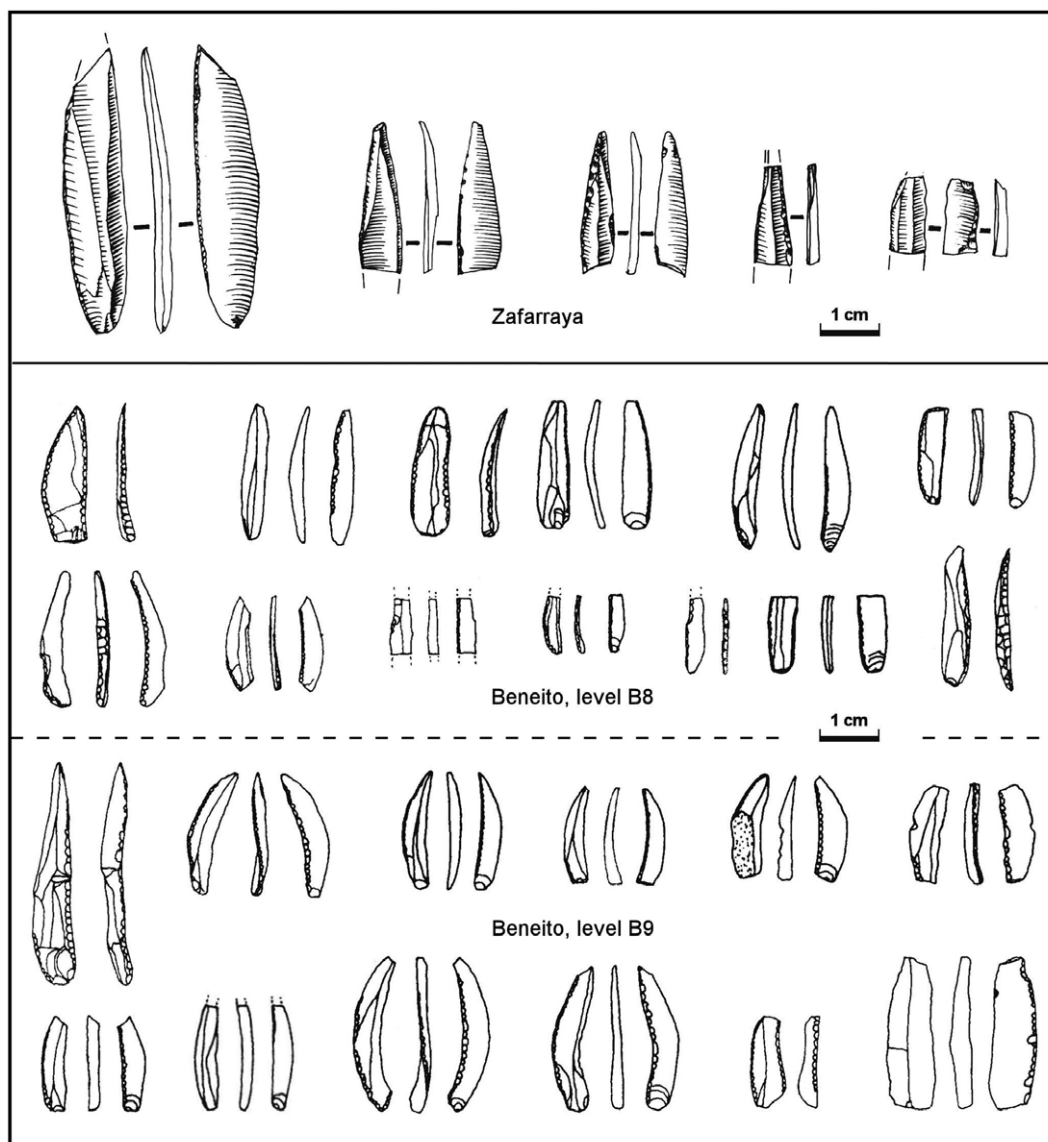 Zafarraya
1 cm
Beneito, level B8
1 cm
Beneito, level B9